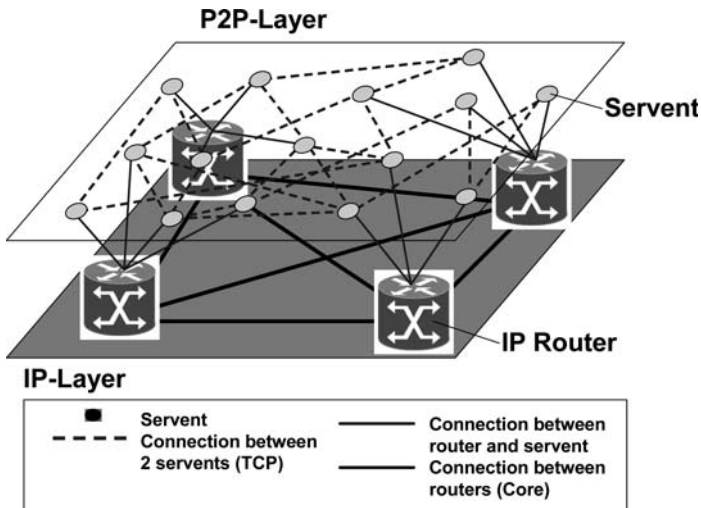 P2P-Layer
Servent
IP Router
IP-Layer
Servent
Connection between
2 servents (TCP)
Connection between
router and servent
Connection between
routers (Core)